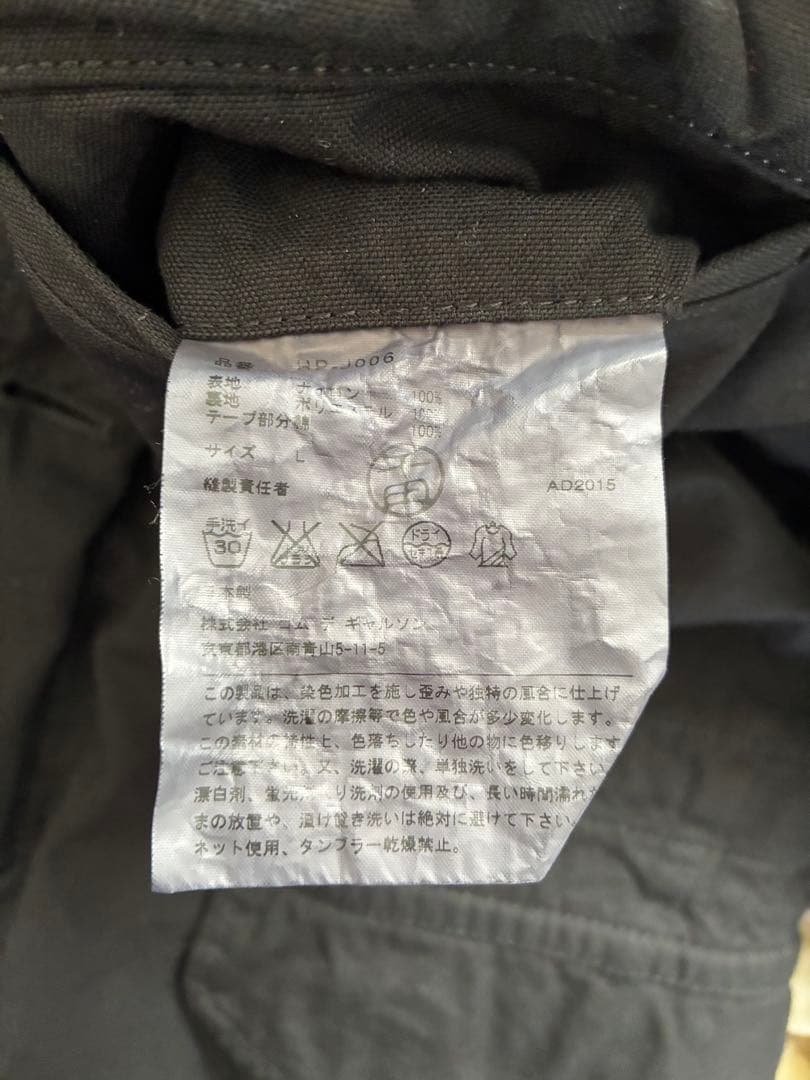 品番 HP-J006
表地 ナイロン 100%
裏地 ポリエステル 100%
テープ部分 綿 100%
サイズ L
縫製責任者 AD2015
手洗イ
30
ドライ
日本製
株式会社 コム デ ギャルソン
東京都港区南青山5-11-5
この製品は、染色加工を施し歪みや独特の風合に仕上げ
ています。洗濯の摩擦等で色や風合が多少変化します。
この素材の特性上、色落ちしたり他の物に色移りします
ご注意下さい。又、洗濯の際、単独洗いをして下さい。
漂白剤、蛍光 り洗剤の使用及び、長い時間濡れ
まの放置や、漬け置き洗いは絶対に避けて下さい。
ネット使用、タンブラー乾燥禁止。